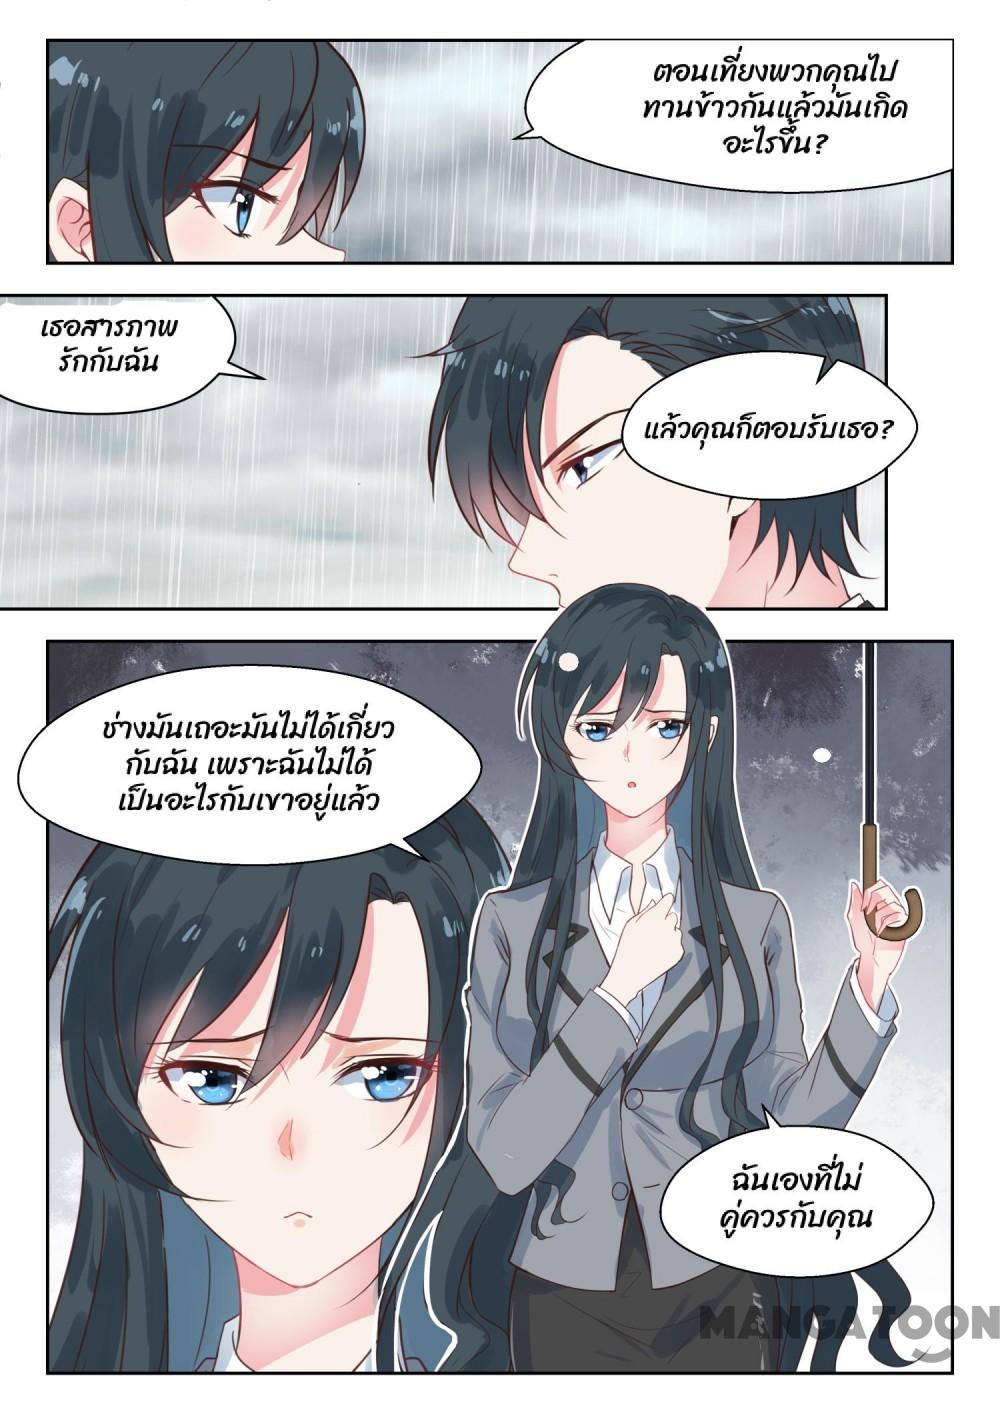 ตอนเที่ยงพวกคุณไป
ทานข้าวกันแล้วมันเกิด
อะไรขึ้น?
เธอสารภาพ
รักกับฉัน
แล้วคุณก็ตอบรับเธอ?
ช่างมันเถอะมันไม่ได้เกี่ยว
กับฉัน เพราะฉันไม่ได้
เป็นอะไรกับเขาอยู่แล้ว
ฉันเองที่ไม่
คู่ควรกับคุณ
MANGATOON